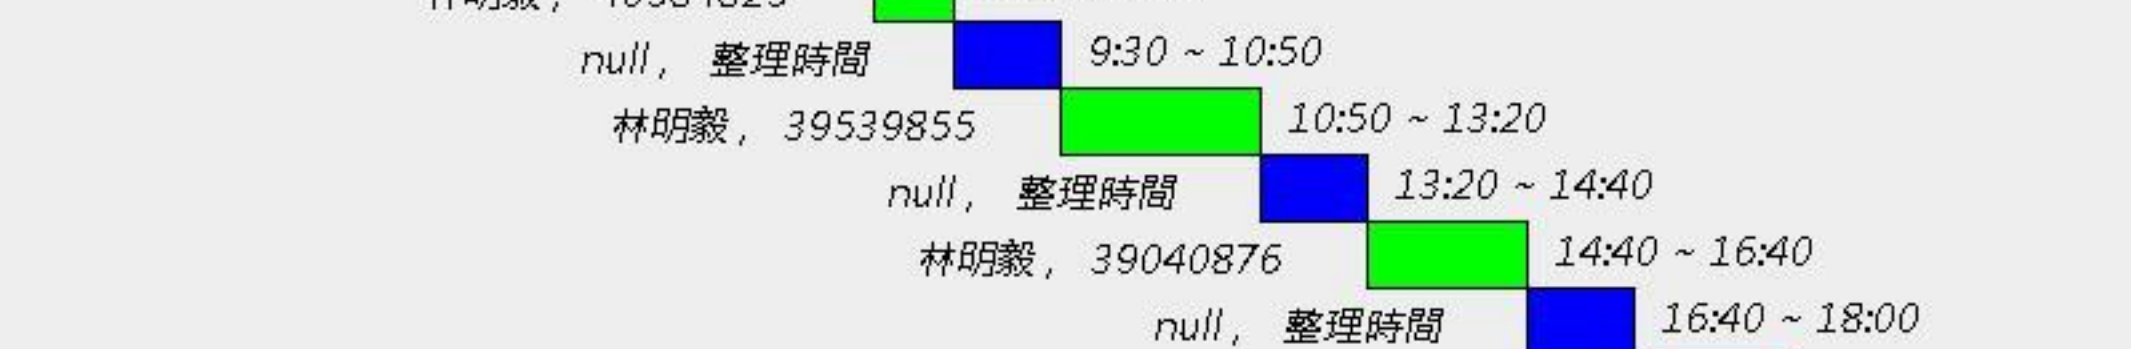 null, 整理時間 9:30 ~ 10:50
林明毅, 39539855 10:50 ~ 13:20
null, 整理時間 13:20 ~ 14:40
林明毅, 39040876 14:40 ~ 16:40
null, 整理時間 16:40 ~ 18:00